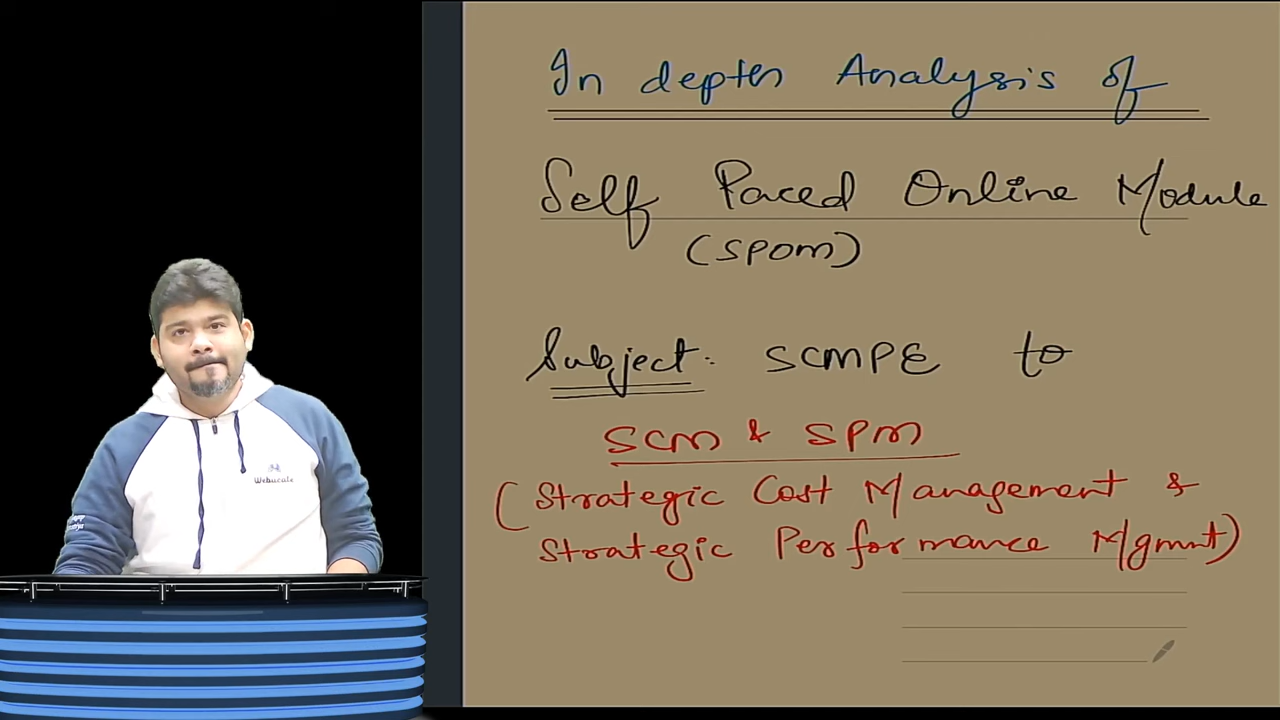 In depth Analysis of
Self Paced Online Module
(SPOM)
Subject: SCMPE to
SCM & SPM
(Strategic Cost Management &
Strategic Performance Mgmnt)
Webucate